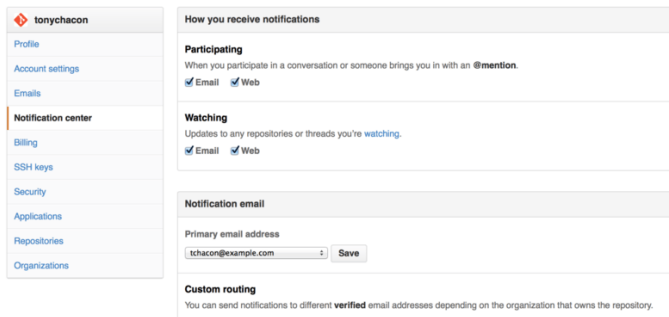 tonychacon
Profile
Account settings
Emails
Notification center
Billing
SSH keys
Security
Applications
Repositories
Organizations
How you receive notifications
Participating
When you participate in a conversation or someone brings you in with an @mention.
Email Web
Watching
Updates to any repositories or threads you're watching.
Email Web
Notification email
Primary email address
tchacon@example.com Save
Custom routing
You can send notifications to different verified email addresses depending on the organization that owns the repository.